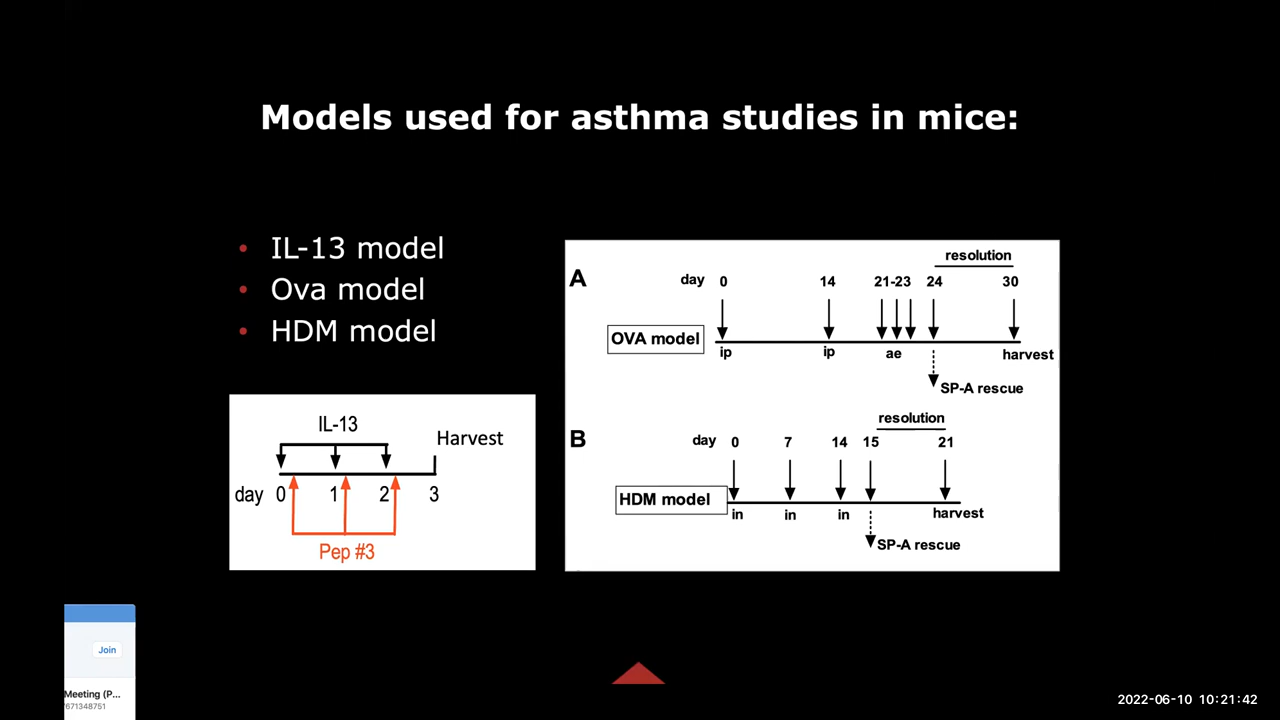 Models used for asthma studies in mice:
• IL-13 model
• Ova model
• HDM model
IL-13
Harvest
day 0 1 2 3
Pep #3
resolution
A day 0 14 21-23 24 30
OVA model
ip ip ae harvest
SP-A rescue
resolution
B day 0 7 14 15 21
HDM model
in in in harvest
SP-A rescue
Join
Meeting (P...
671348751
2022-06-10 10:21:42